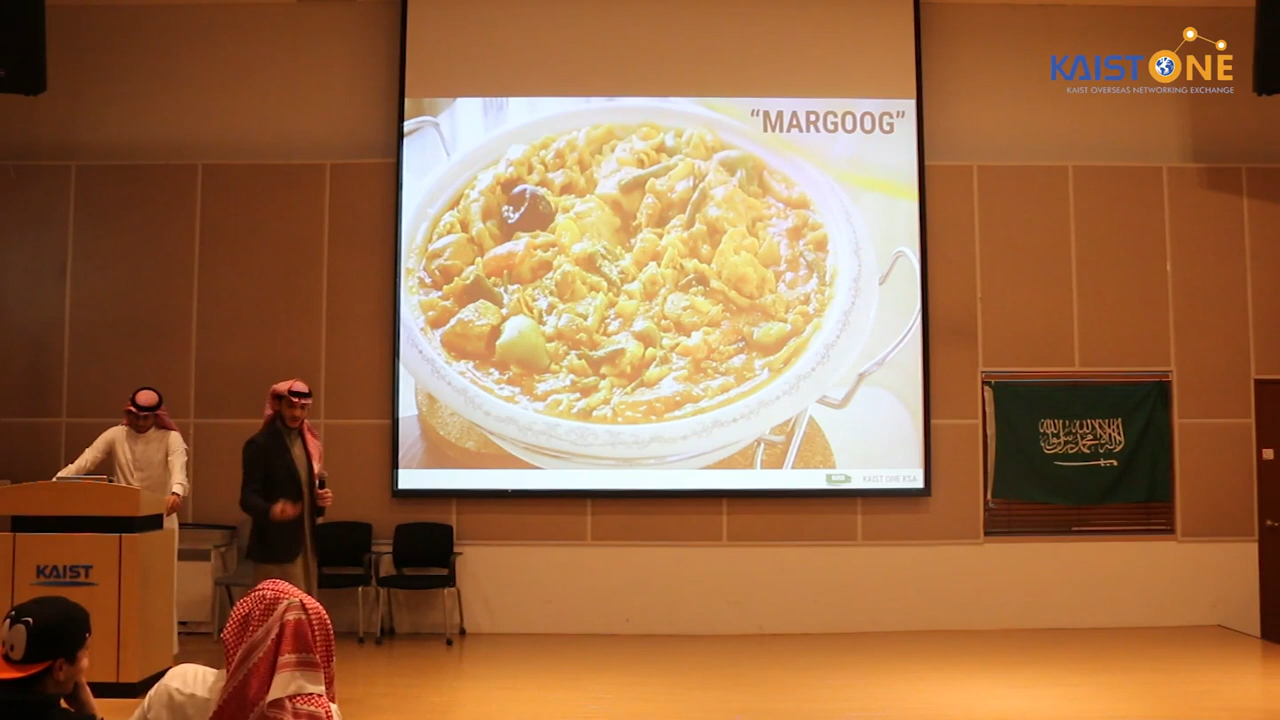 KAIST ONE
KAIST OVERSEAS NETWORKING EXCHANGE
“MARGOOG”
لا إله إلا الله محمد رسول الله
KAIST ONE KSA
KAIST